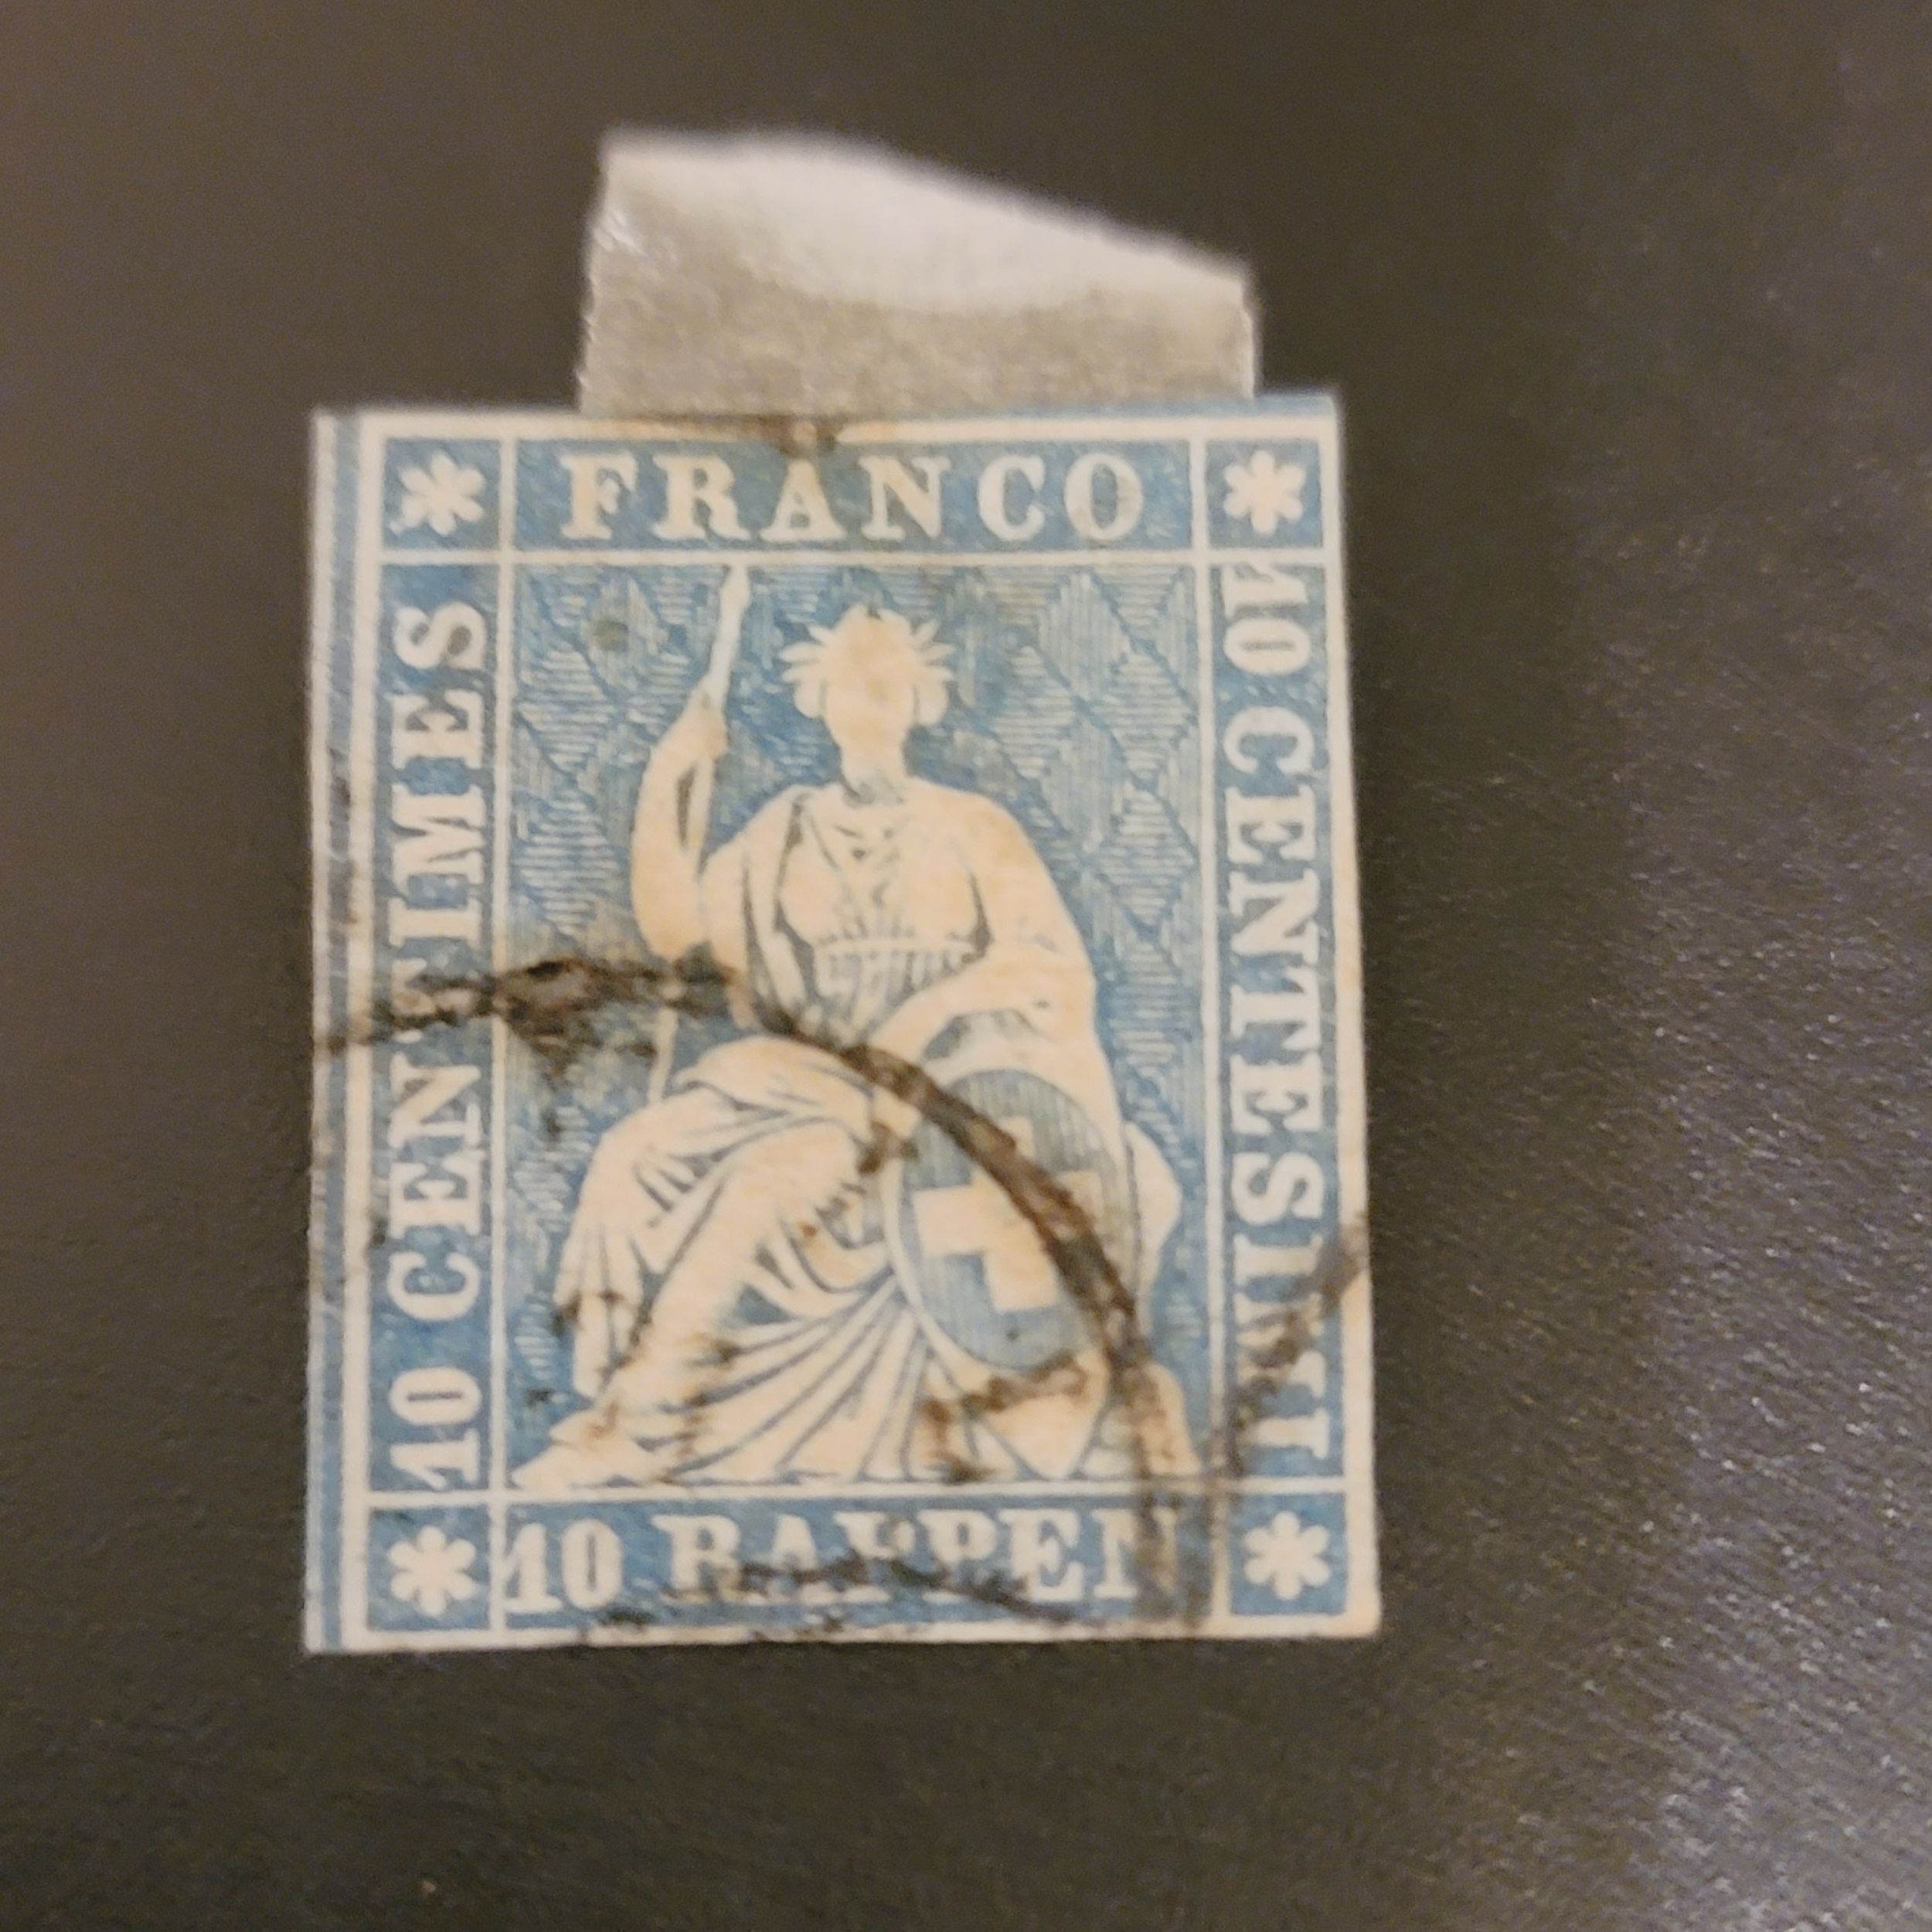 FRANCO
10 CENTIMES
10 CENTESIMI
10 RAPPEN